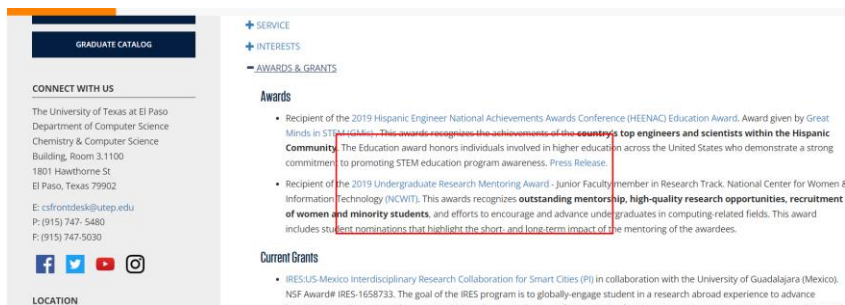 GRADUATE CATALOG
CONNECT WITH US
The University of Texas at El Paso
Department of Computer Science
Chemistry & Computer Science
Building, Room 3.1100
1801 Hawthorne St
El Paso, Texas 79902
E: csfrontdesk@utep.edu
P: (915) 747- 5480
F: (915) 747-5030
LOCATION
SERVICE
INTERESTS
AWARDS & GRANTS
Awards
Recipient of the 2019 Hispanic Engineer National Achievements Awards Conference (HEENAC) Education Award. Award given by Great
Minds in STEM (GMis) . This awards recognizes the achievements of the country's top engineers and scientists within the Hispanic
Community. The Education award honors individuals involved in higher education across the United States who demonstrate a strong
commitment to promoting STEM education program awareness. Press Release.
Recipient of the 2019 Undergraduate Research Mentoring Award - Junior Faculty member in Research Track. National Center for Women &
Information Technology (NCWIT). This awards recognizes outstanding mentorship, high-quality research opportunities, recruitment
of women and minority students, and efforts to encourage and advance undergraduates in computing-related fields. This award
includes student nominations that highlight the short- and long-term impact of the mentoring of the awardees.
Current Grants
IRES:US-Mexico Interdisciplinary Research Collaboration for Smart Cities (PI) in collaboration with the University of Guadalajara (Mexico).
NSF Award# IRES-1658733. The goal of the IRES program is to globally-engage student in a research abroad experience to advance